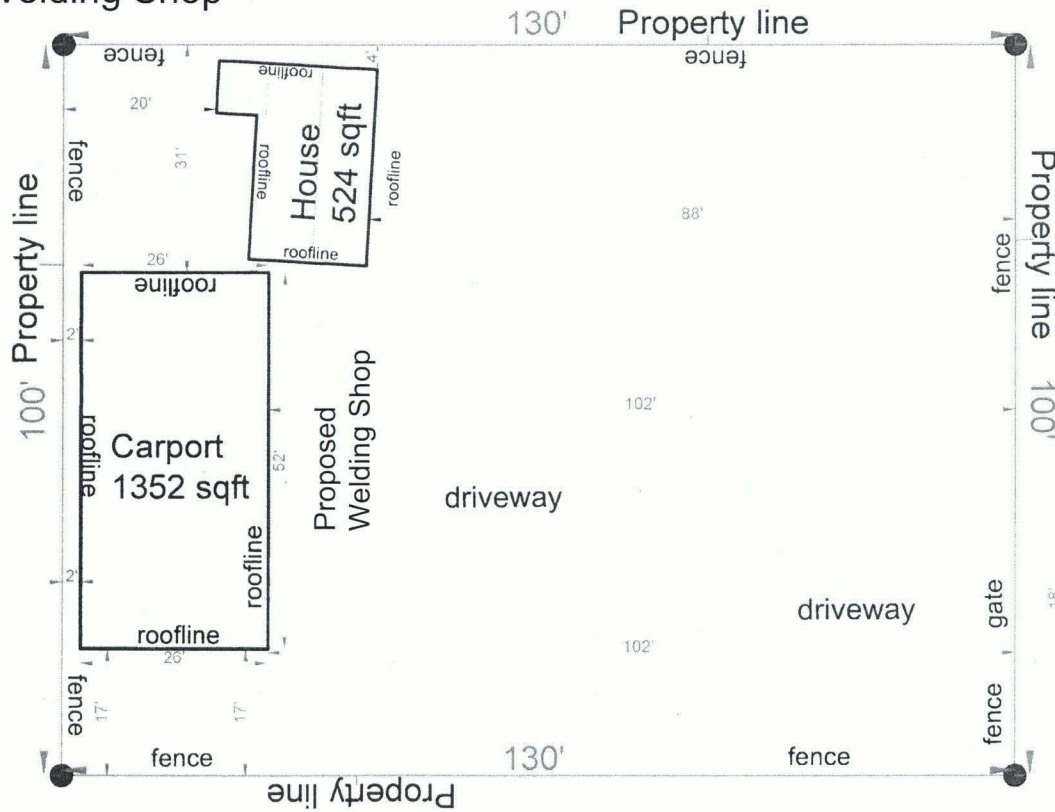 Welding Shop
130' Property line
fence
fence
4'
roofline
20'
fence
31'
House
524 sqft
roofline
roofline
roofline
88'
fence
Property line
100'
Property line
100'
26'
roofline
2'
roofline
Carport
1352 sqft
52'
Proposed
Welding Shop
102'
driveway
roofline
2'
driveway
gate
18'
roofline
26'
102'
fence
17'
17'
fence
fence
130'
fence
Property line